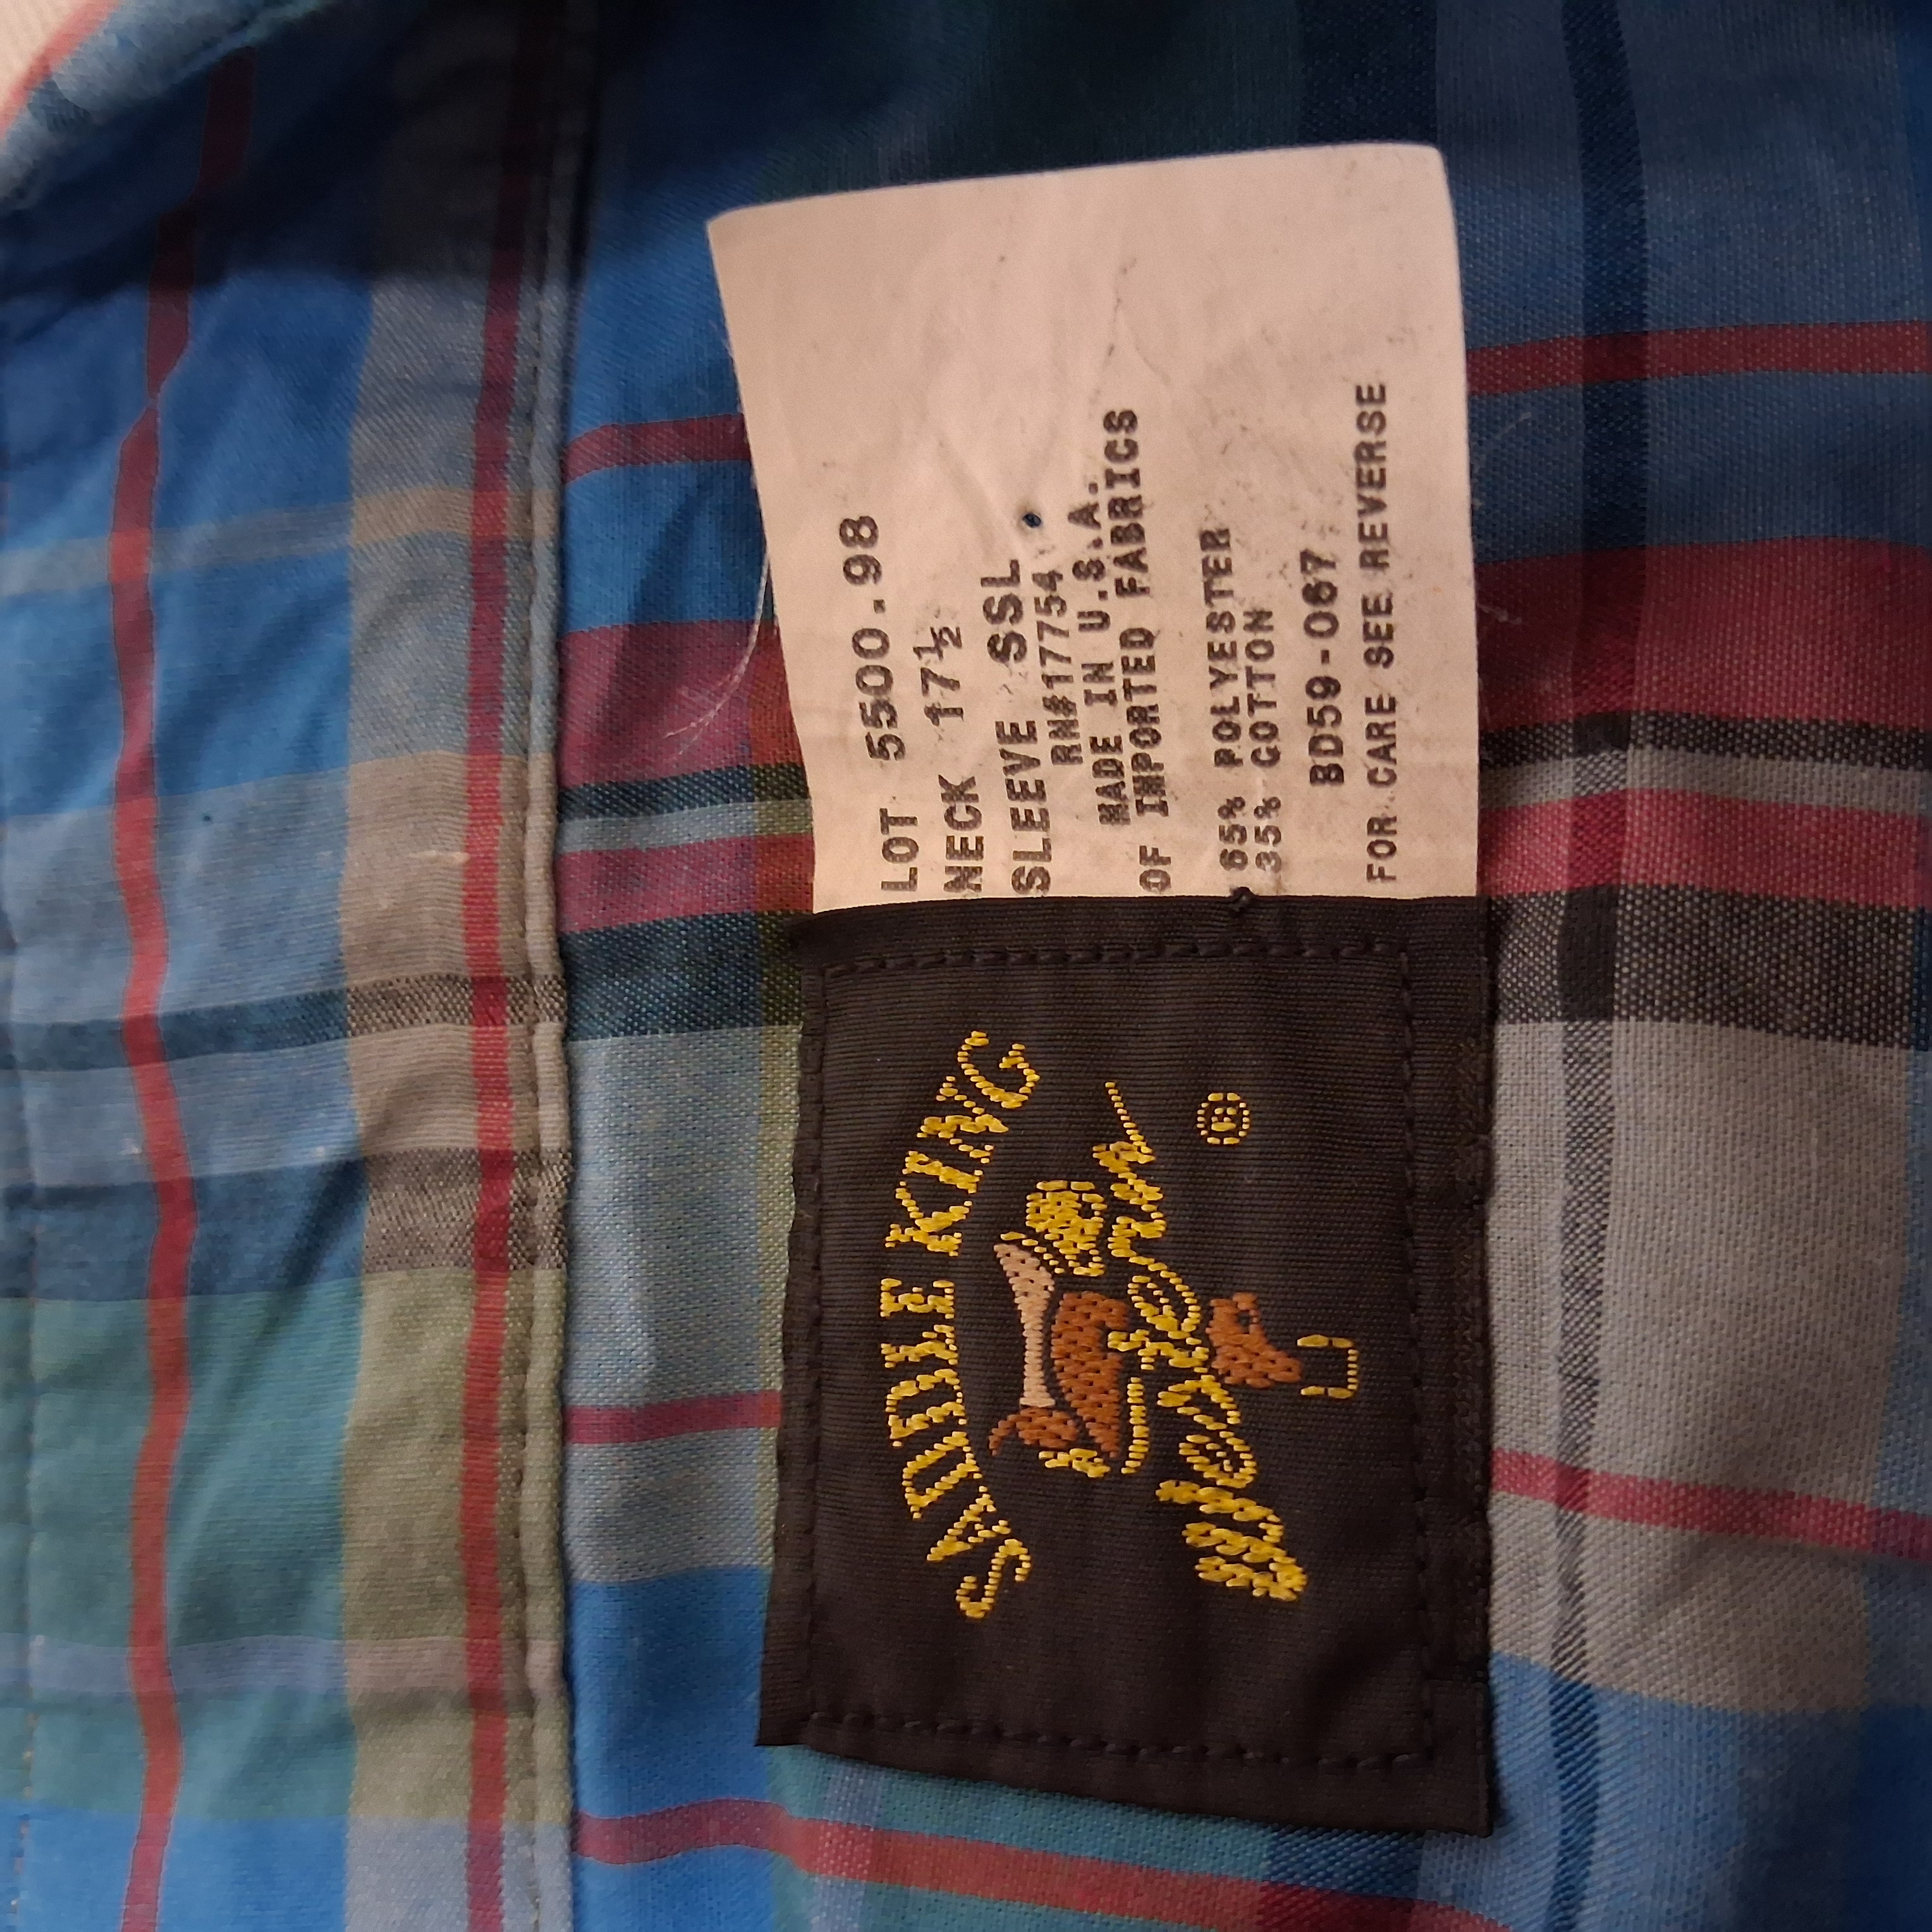 LOT 5500.98
NECK 17½
SLEEVE SSL
RN#17754
MADE IN U.S.A.
OF IMPORTED FABRICS
65% POLYESTER
35% COTTON
BD59-067
FOR CARE SEE REVERSE
SADDLE KING
Western
®